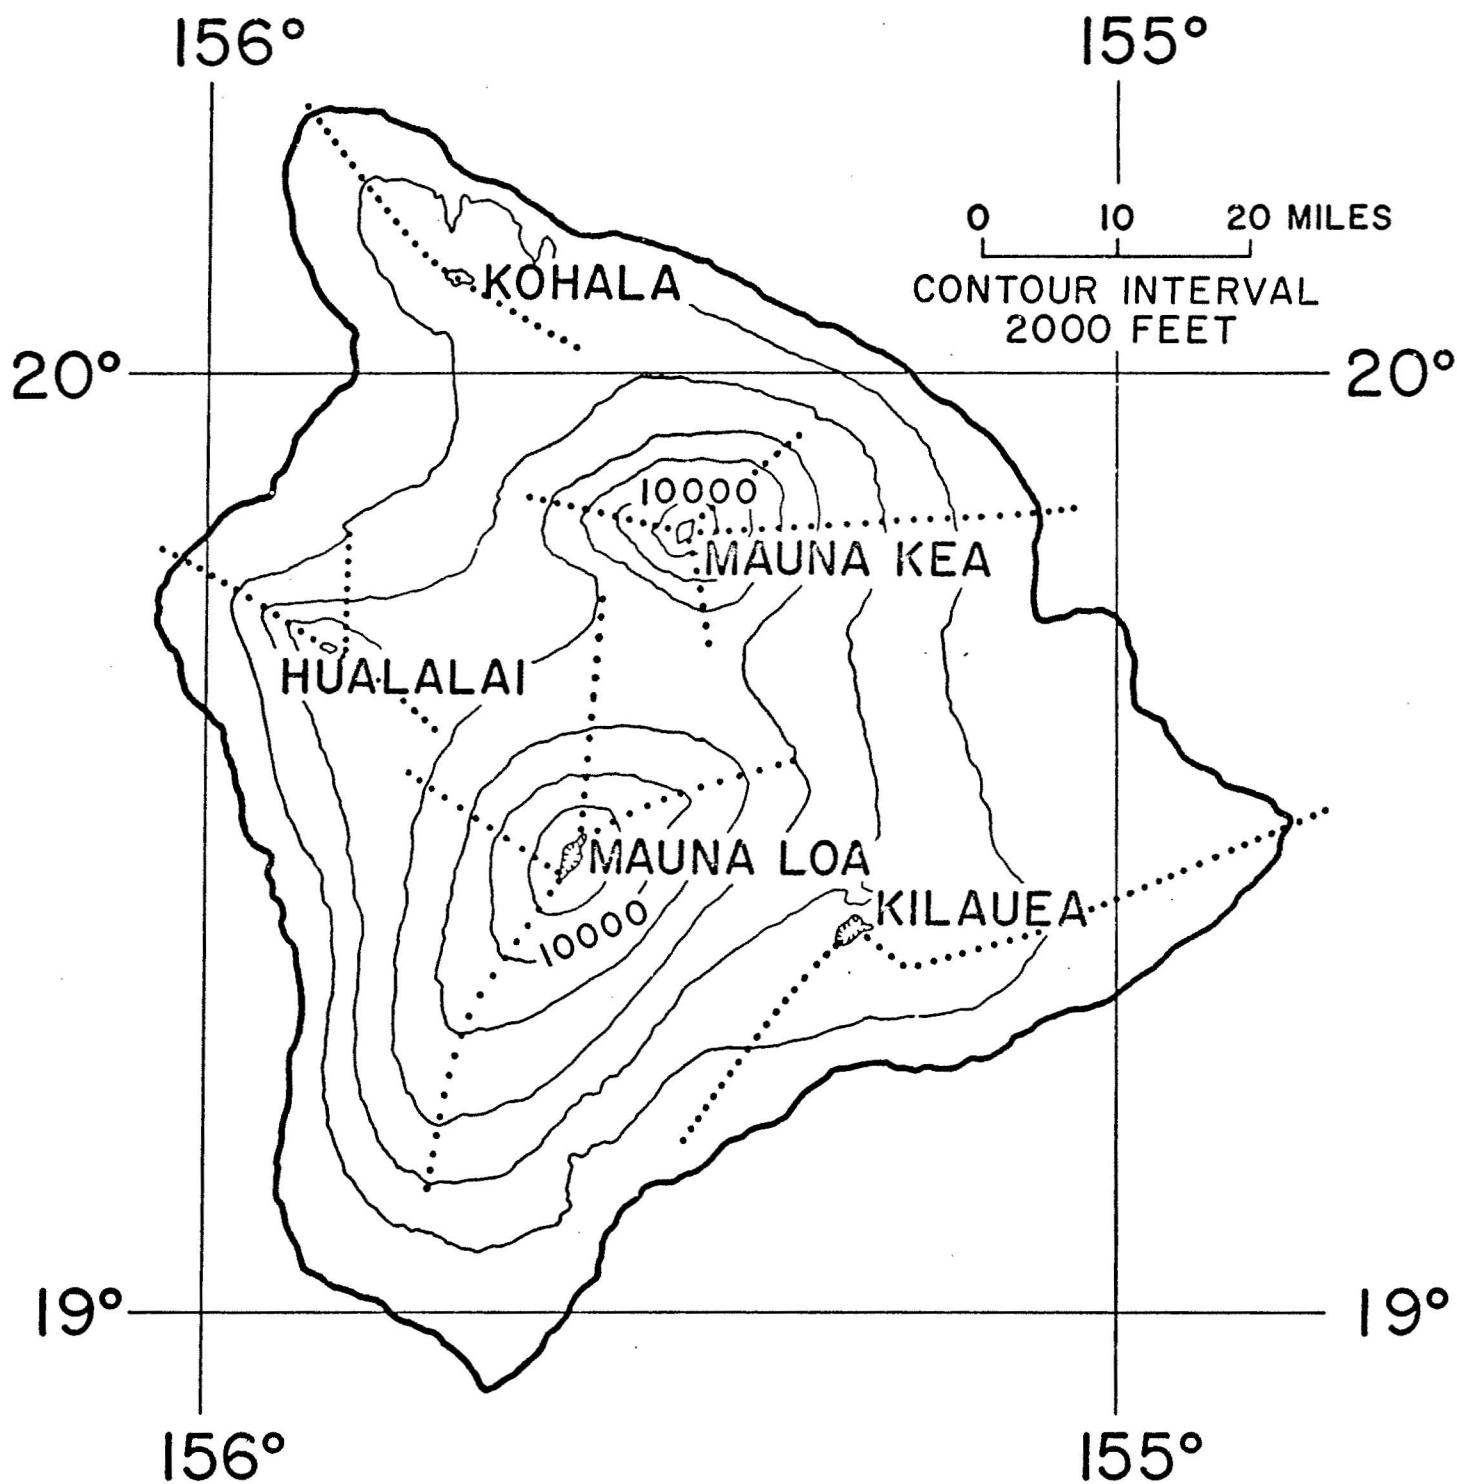 156°
155°
0 10 20 MILES
CONTOUR INTERVAL
2000 FEET
KOHALA
20°
20°
10000
MAUNA KEA
HUALALAI
MAUNA LOA
KILAUEA
10000
19°
19°
156°
155°